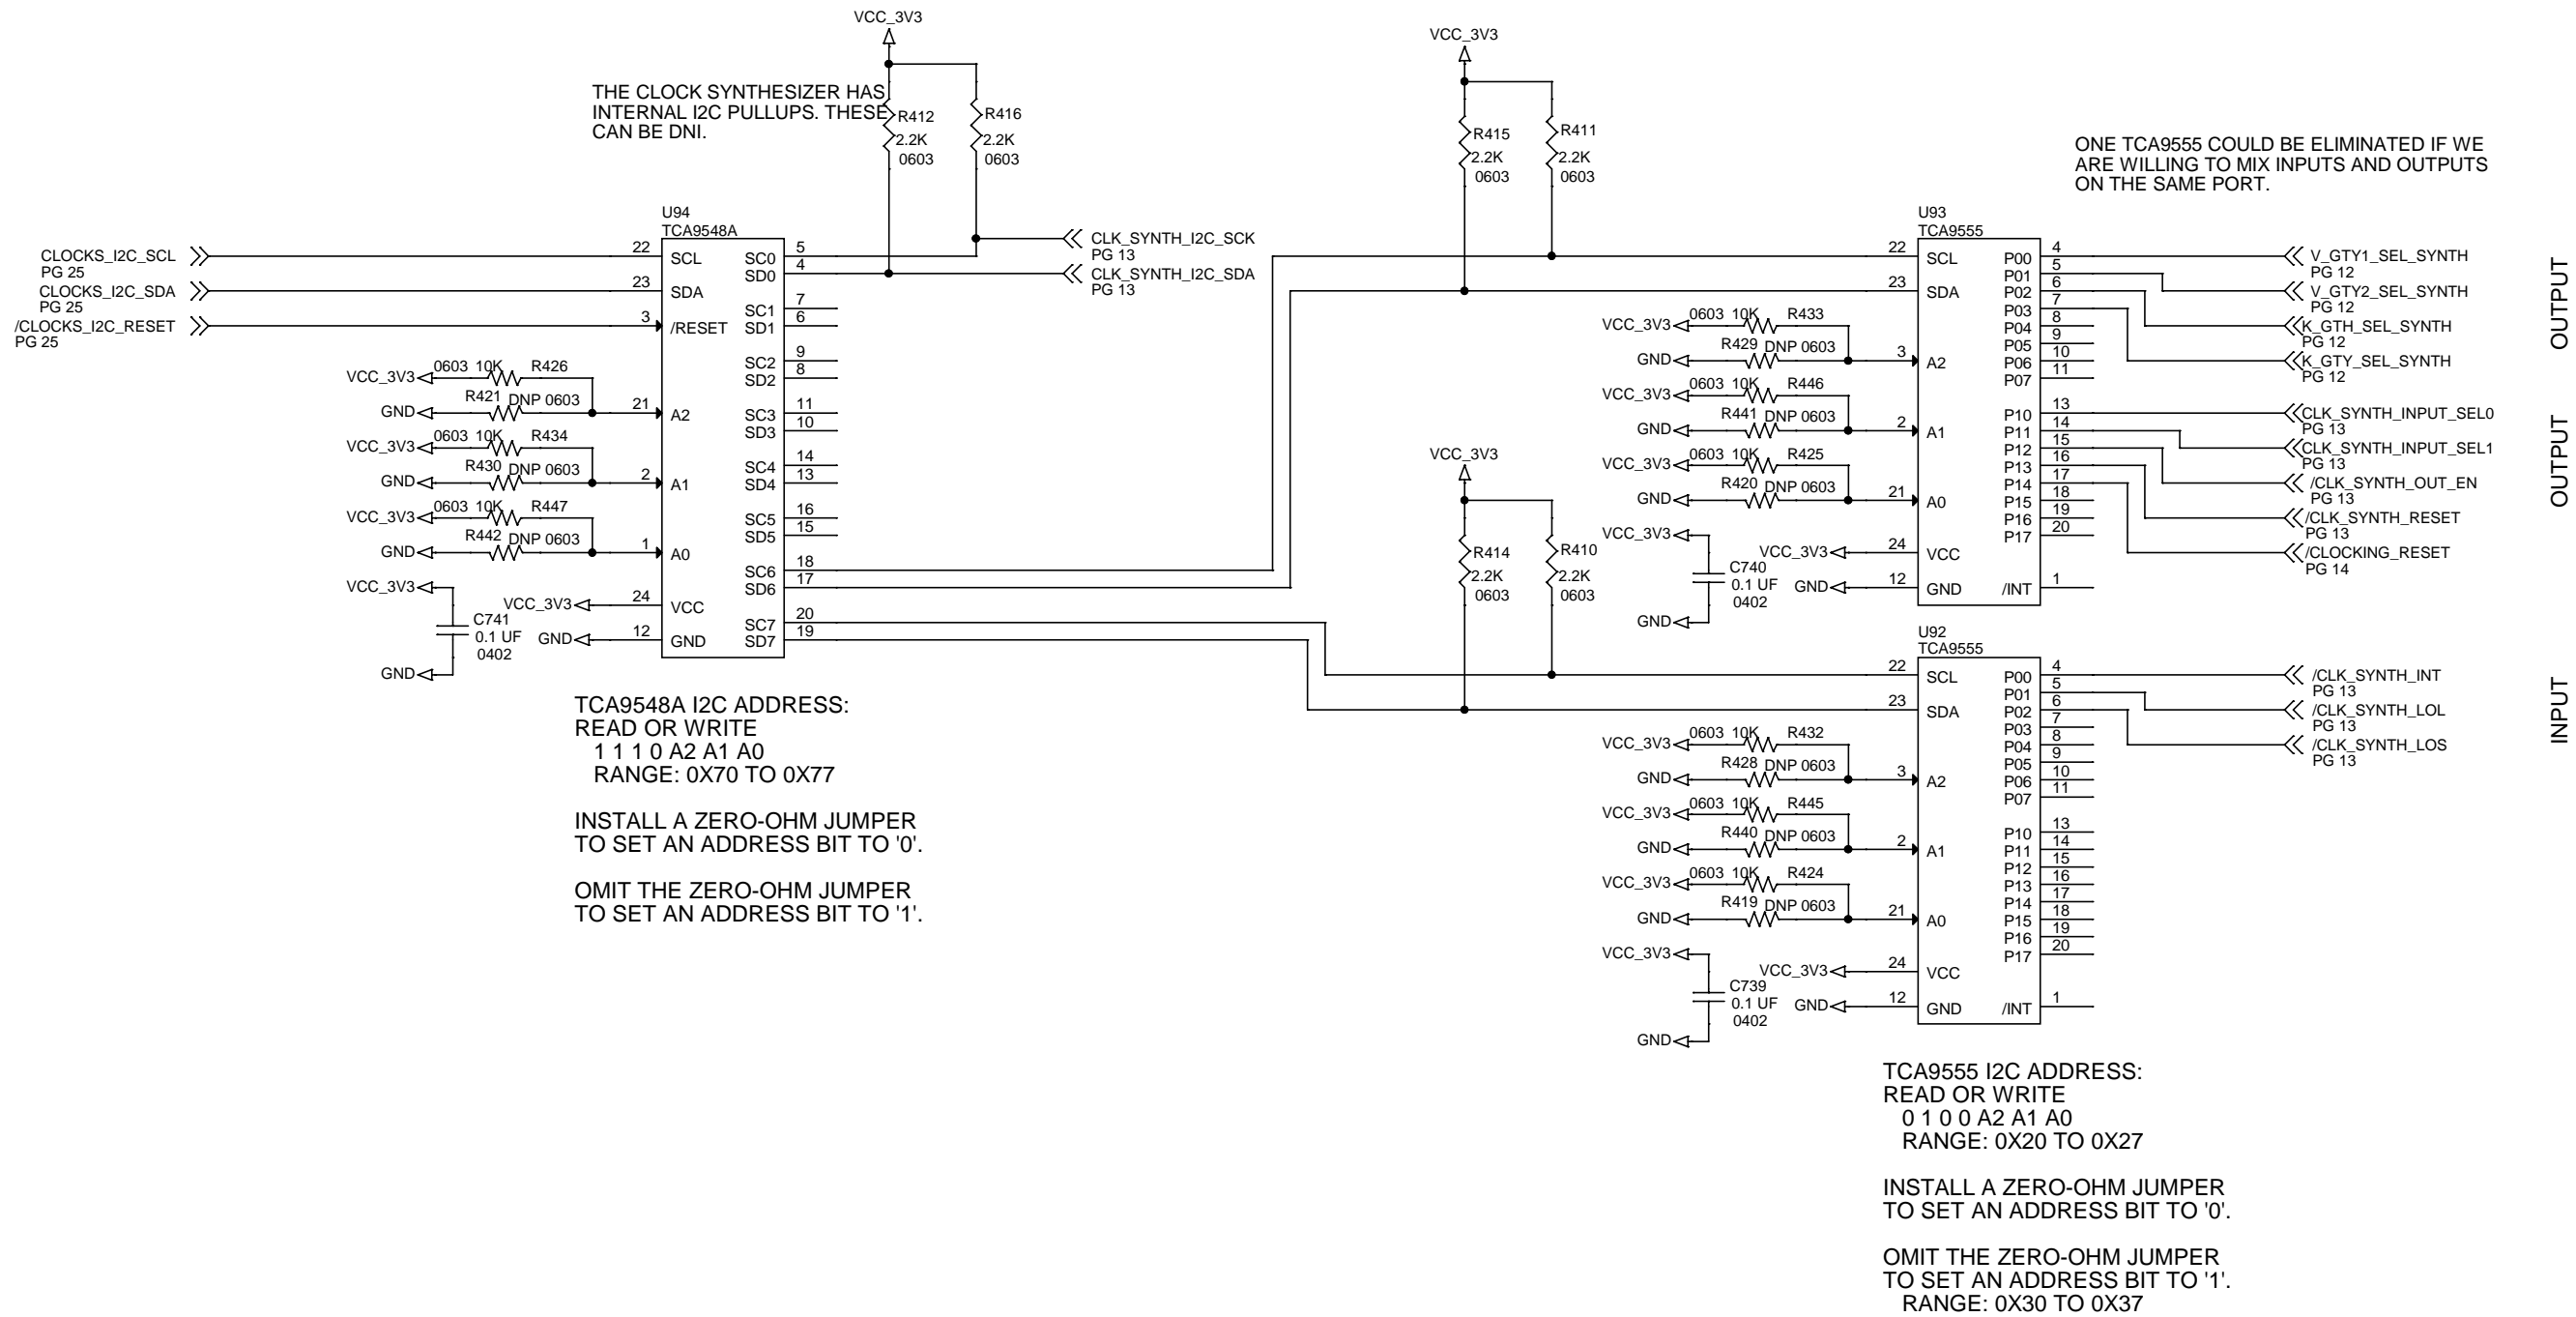 VCC_3V3
THE CLOCK SYNTHESIZER HAS
INTERNAL I2C PULLUPS. THESE
CAN BE DNI.
R412
2.2K
0603
R416
2.2K
0603
U94
TCA9548A
CLOCKS_I2C_SCL
PG 25
CLOCKS_I2C_SDA
PG 25
/CLOCKS_I2C_RESET
PG 25
22 SCL
23 SDA
3 /RESET
VCC_3V3 0603 10K R426
GND R421 DNP 0603 21 A2
VCC_3V3 0603 10K R434
GND R430 DNP 0603 2 A1
VCC_3V3 0603 10K R447
GND R442 DNP 0603 1 A0
VCC_3V3
C741
0.1 UF
0402
GND
VCC_3V3 24 VCC
GND 12 GND
SC0 5
SD0 4
SC1 7
SD1 6
SC2 9
SD2 8
SC3 11
SD3 10
SC4 14
SD4 13
SC5 16
SD5 15
SC6 18
SD6 17
SC7 20
SD7 19
CLK_SYNTH_I2C_SCK
PG 13
CLK_SYNTH_I2C_SDA
PG 13
TCA9548A I2C ADDRESS:
READ OR WRITE
1 1 1 0 A2 A1 A0
RANGE: 0X70 TO 0X77
INSTALL A ZERO-OHM JUMPER
TO SET AN ADDRESS BIT TO '0'.
OMIT THE ZERO-OHM JUMPER
TO SET AN ADDRESS BIT TO '1'.
VCC_3V3
R415
2.2K
0603
R411
2.2K
0603
VCC_3V3
R414
2.2K
0603
R410
2.2K
0603
ONE TCA9555 COULD BE ELIMINATED IF WE
ARE WILLING TO MIX INPUTS AND OUTPUTS
ON THE SAME PORT.
U93
TCA9555
22 SCL
23 SDA
VCC_3V3 0603 10K R433
GND R429 DNP 0603 3 A2
VCC_3V3 0603 10K R446
GND R441 DNP 0603 2 A1
VCC_3V3 0603 10K R425
GND R420 DNP 0603 21 A0
VCC_3V3
C740
0.1 UF
0402
GND
VCC_3V3 24 VCC
GND 12 GND
P00 4
P01 5
P02 6
P03 7
P04 8
P05 9
P06 10
P07 11
P10 13
P11 14
P12 15
P13 16
P14 17
P15 18
P16 19
P17 20
/INT 1
V_GTY1_SEL_SYNTH
PG 12
V_GTY2_SEL_SYNTH
PG 12
K_GTH_SEL_SYNTH
PG 12
K_GTY_SEL_SYNTH
PG 12
CLK_SYNTH_INPUT_SEL0
PG 13
CLK_SYNTH_INPUT_SEL1
PG 13
/CLK_SYNTH_OUT_EN
PG 13
/CLK_SYNTH_RESET
PG 13
/CLOCKING_RESET
PG 14
OUTPUT
OUTPUT
U92
TCA9555
22 SCL
23 SDA
VCC_3V3 0603 10K R432
GND R428 DNP 0603 3 A2
VCC_3V3 0603 10K R445
GND R440 DNP 0603 2 A1
VCC_3V3 0603 10K R424
GND R419 DNP 0603 21 A0
VCC_3V3
C739
0.1 UF
0402
GND
VCC_3V3 24 VCC
GND 12 GND
P00 4
P01 5
P02 6
P03 7
P04 8
P05 9
P06 10
P07 11
P10 13
P11 14
P12 15
P13 16
P14 17
P15 18
P16 19
P17 20
/INT 1
/CLK_SYNTH_INT
PG 13
/CLK_SYNTH_LOL
PG 13
/CLK_SYNTH_LOS
PG 13
INPUT
TCA9555 I2C ADDRESS:
READ OR WRITE
0 1 0 0 A2 A1 A0
RANGE: 0X20 TO 0X27
INSTALL A ZERO-OHM JUMPER
TO SET AN ADDRESS BIT TO '0'.
OMIT THE ZERO-OHM JUMPER
TO SET AN ADDRESS BIT TO '1'.
RANGE: 0X30 TO 0X37